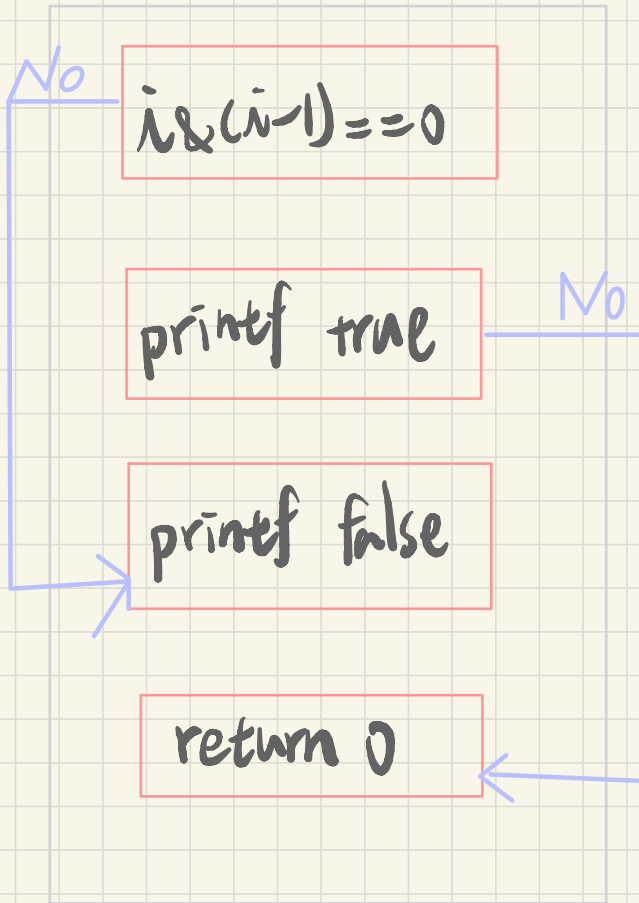 No
i&(i-1)==0
No
printf true
printf false
return 0